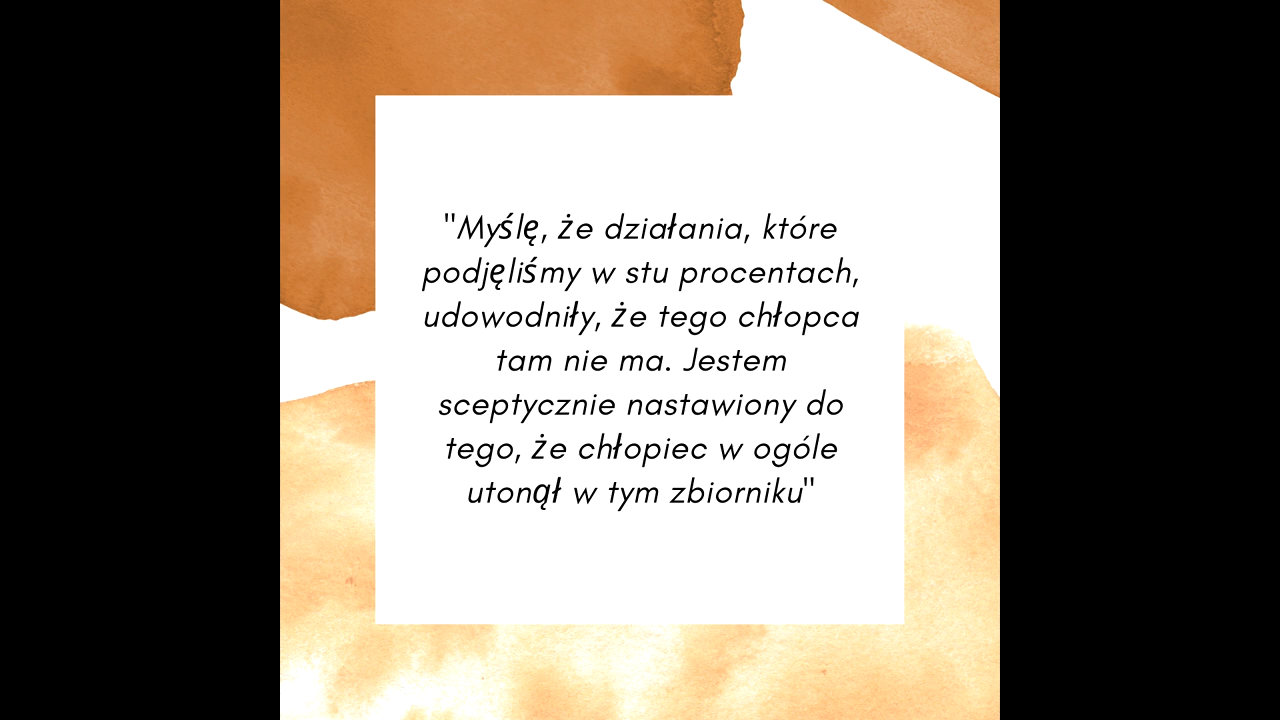 "Myślę, że działania, które
podjęliśmy w stu procentach,
udowodniły, że tego chłopca
tam nie ma. Jestem
sceptycznie nastawiony do
tego, że chłopiec w ogóle
utonął w tym zbiorniku"